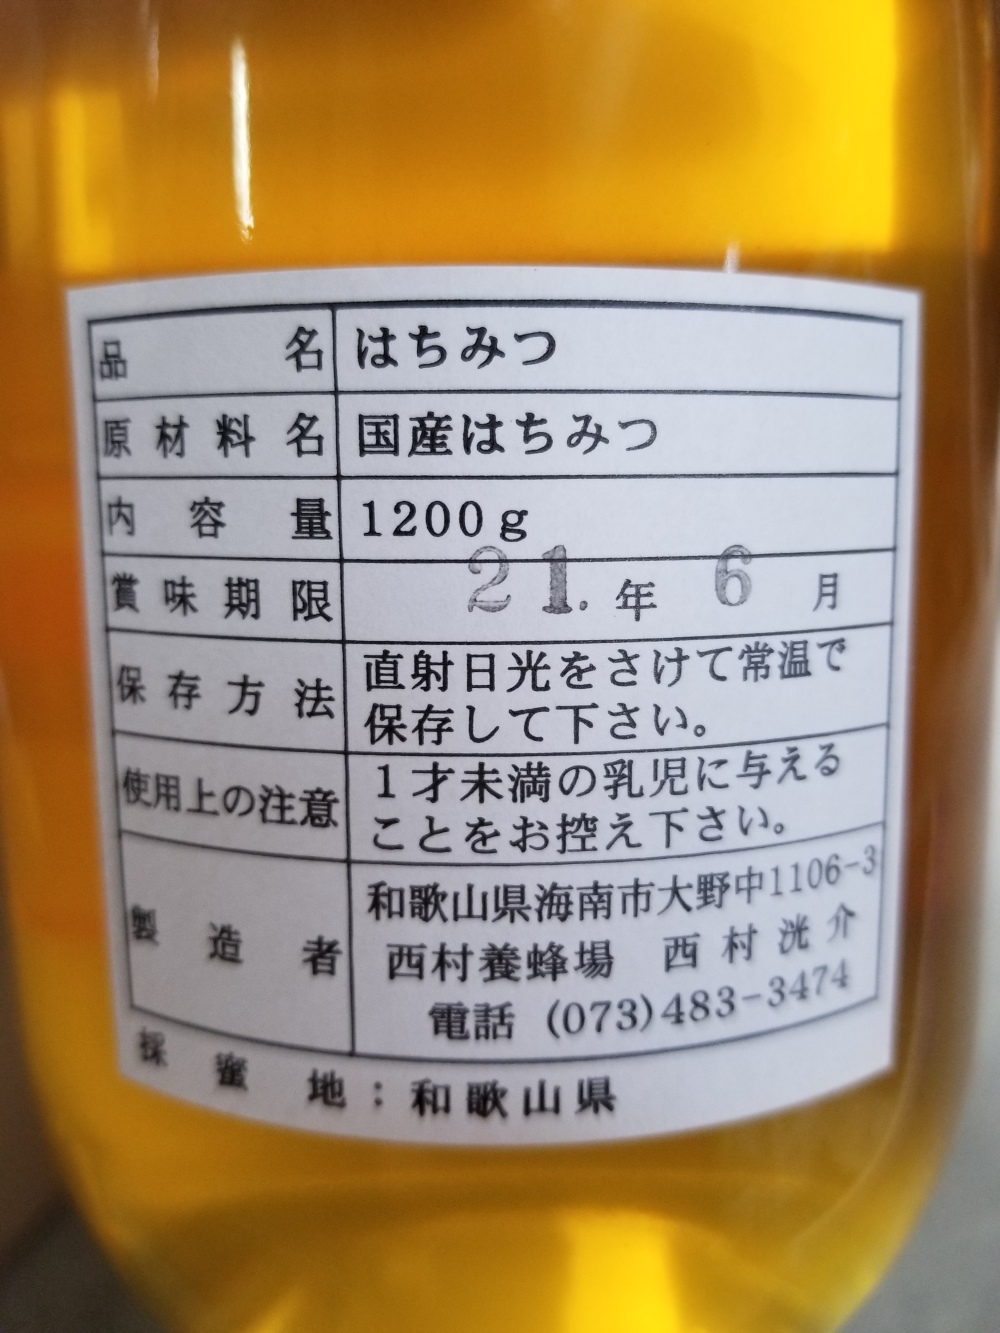 品名 はちみつ
原材料名 国産はちみつ
内容量 1200g
賞味期限 21.年 6月
保存方法 直射日光をさけて常温で
保存して下さい。
使用上の注意 1才未満の乳児に与える
ことをお控え下さい。
製造者 和歌山県海南市大野中1106-3
西村養蜂場 西村洸介
電話 (073)483-3474
採蜜地：和歌山県